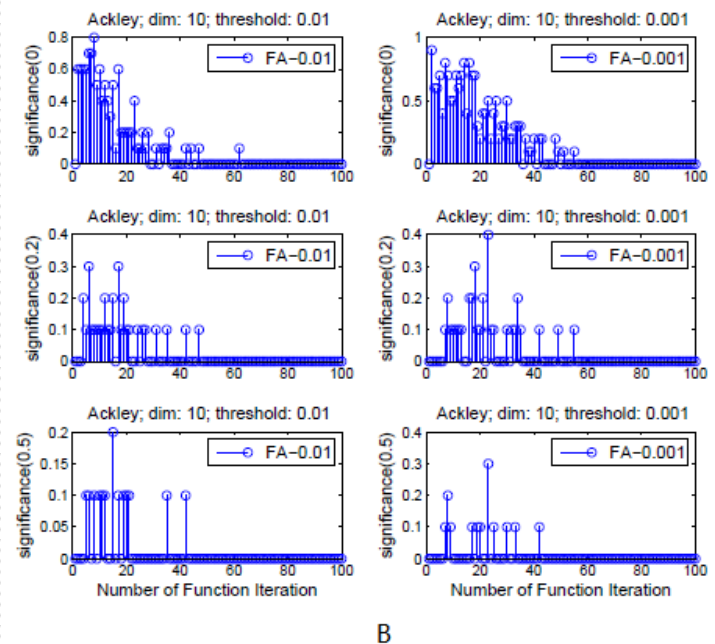 Ackley; dim: 10; threshold: 0.01
0.8
0.6
0.4
0.2
0
significance(0)
FA−0.01
0 20 40 60 80 100
Ackley; dim: 10; threshold: 0.001
1
0.5
0
significance(0)
FA−0.001
0 20 40 60 80 100
Ackley; dim: 10; threshold: 0.01
0.4
0.3
0.2
0.1
0
significance(0.2)
FA−0.01
0 20 40 60 80 100
Ackley; dim: 10; threshold: 0.001
0.4
0.3
0.2
0.1
0
significance(0.2)
FA−0.001
0 20 40 60 80 100
Ackley; dim: 10; threshold: 0.01
0.2
0.15
0.1
0.05
0
significance(0.5)
FA−0.01
0 20 40 60 80 100
Number of Function Iteration
Ackley; dim: 10; threshold: 0.001
0.4
0.3
0.2
0.1
0
significance(0.5)
FA−0.001
0 20 40 60 80 100
Number of Function Iteration
B